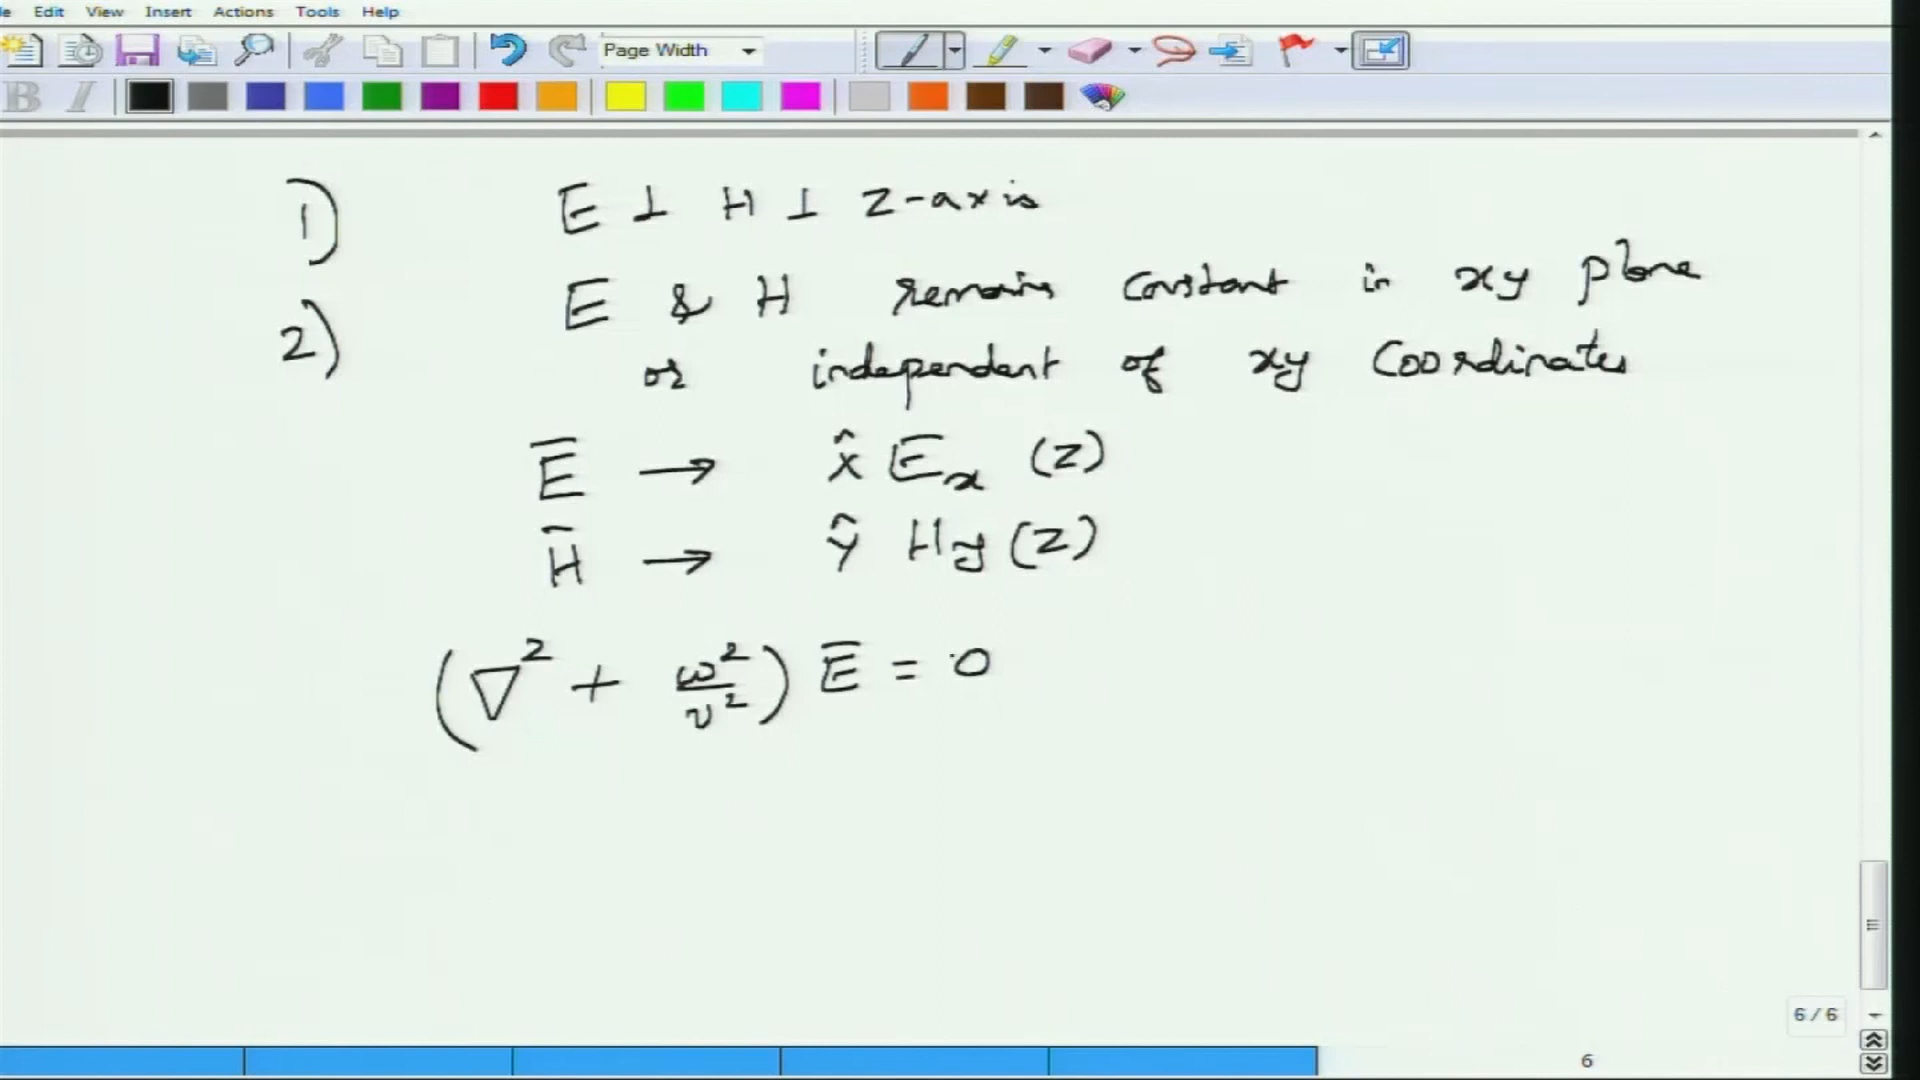 le Edit View Insert Actions Tools Help
Page Width
B I
1) E ⊥ H ⊥ z-axis
2) E & H remains constant in xy plane
or independent of xy coordinates
E̅ → x̂ Eₓ (z)
H̅ → ŷ Hy (z)
(∇² + ω²/v²) E̅ = 0
6 / 6
6